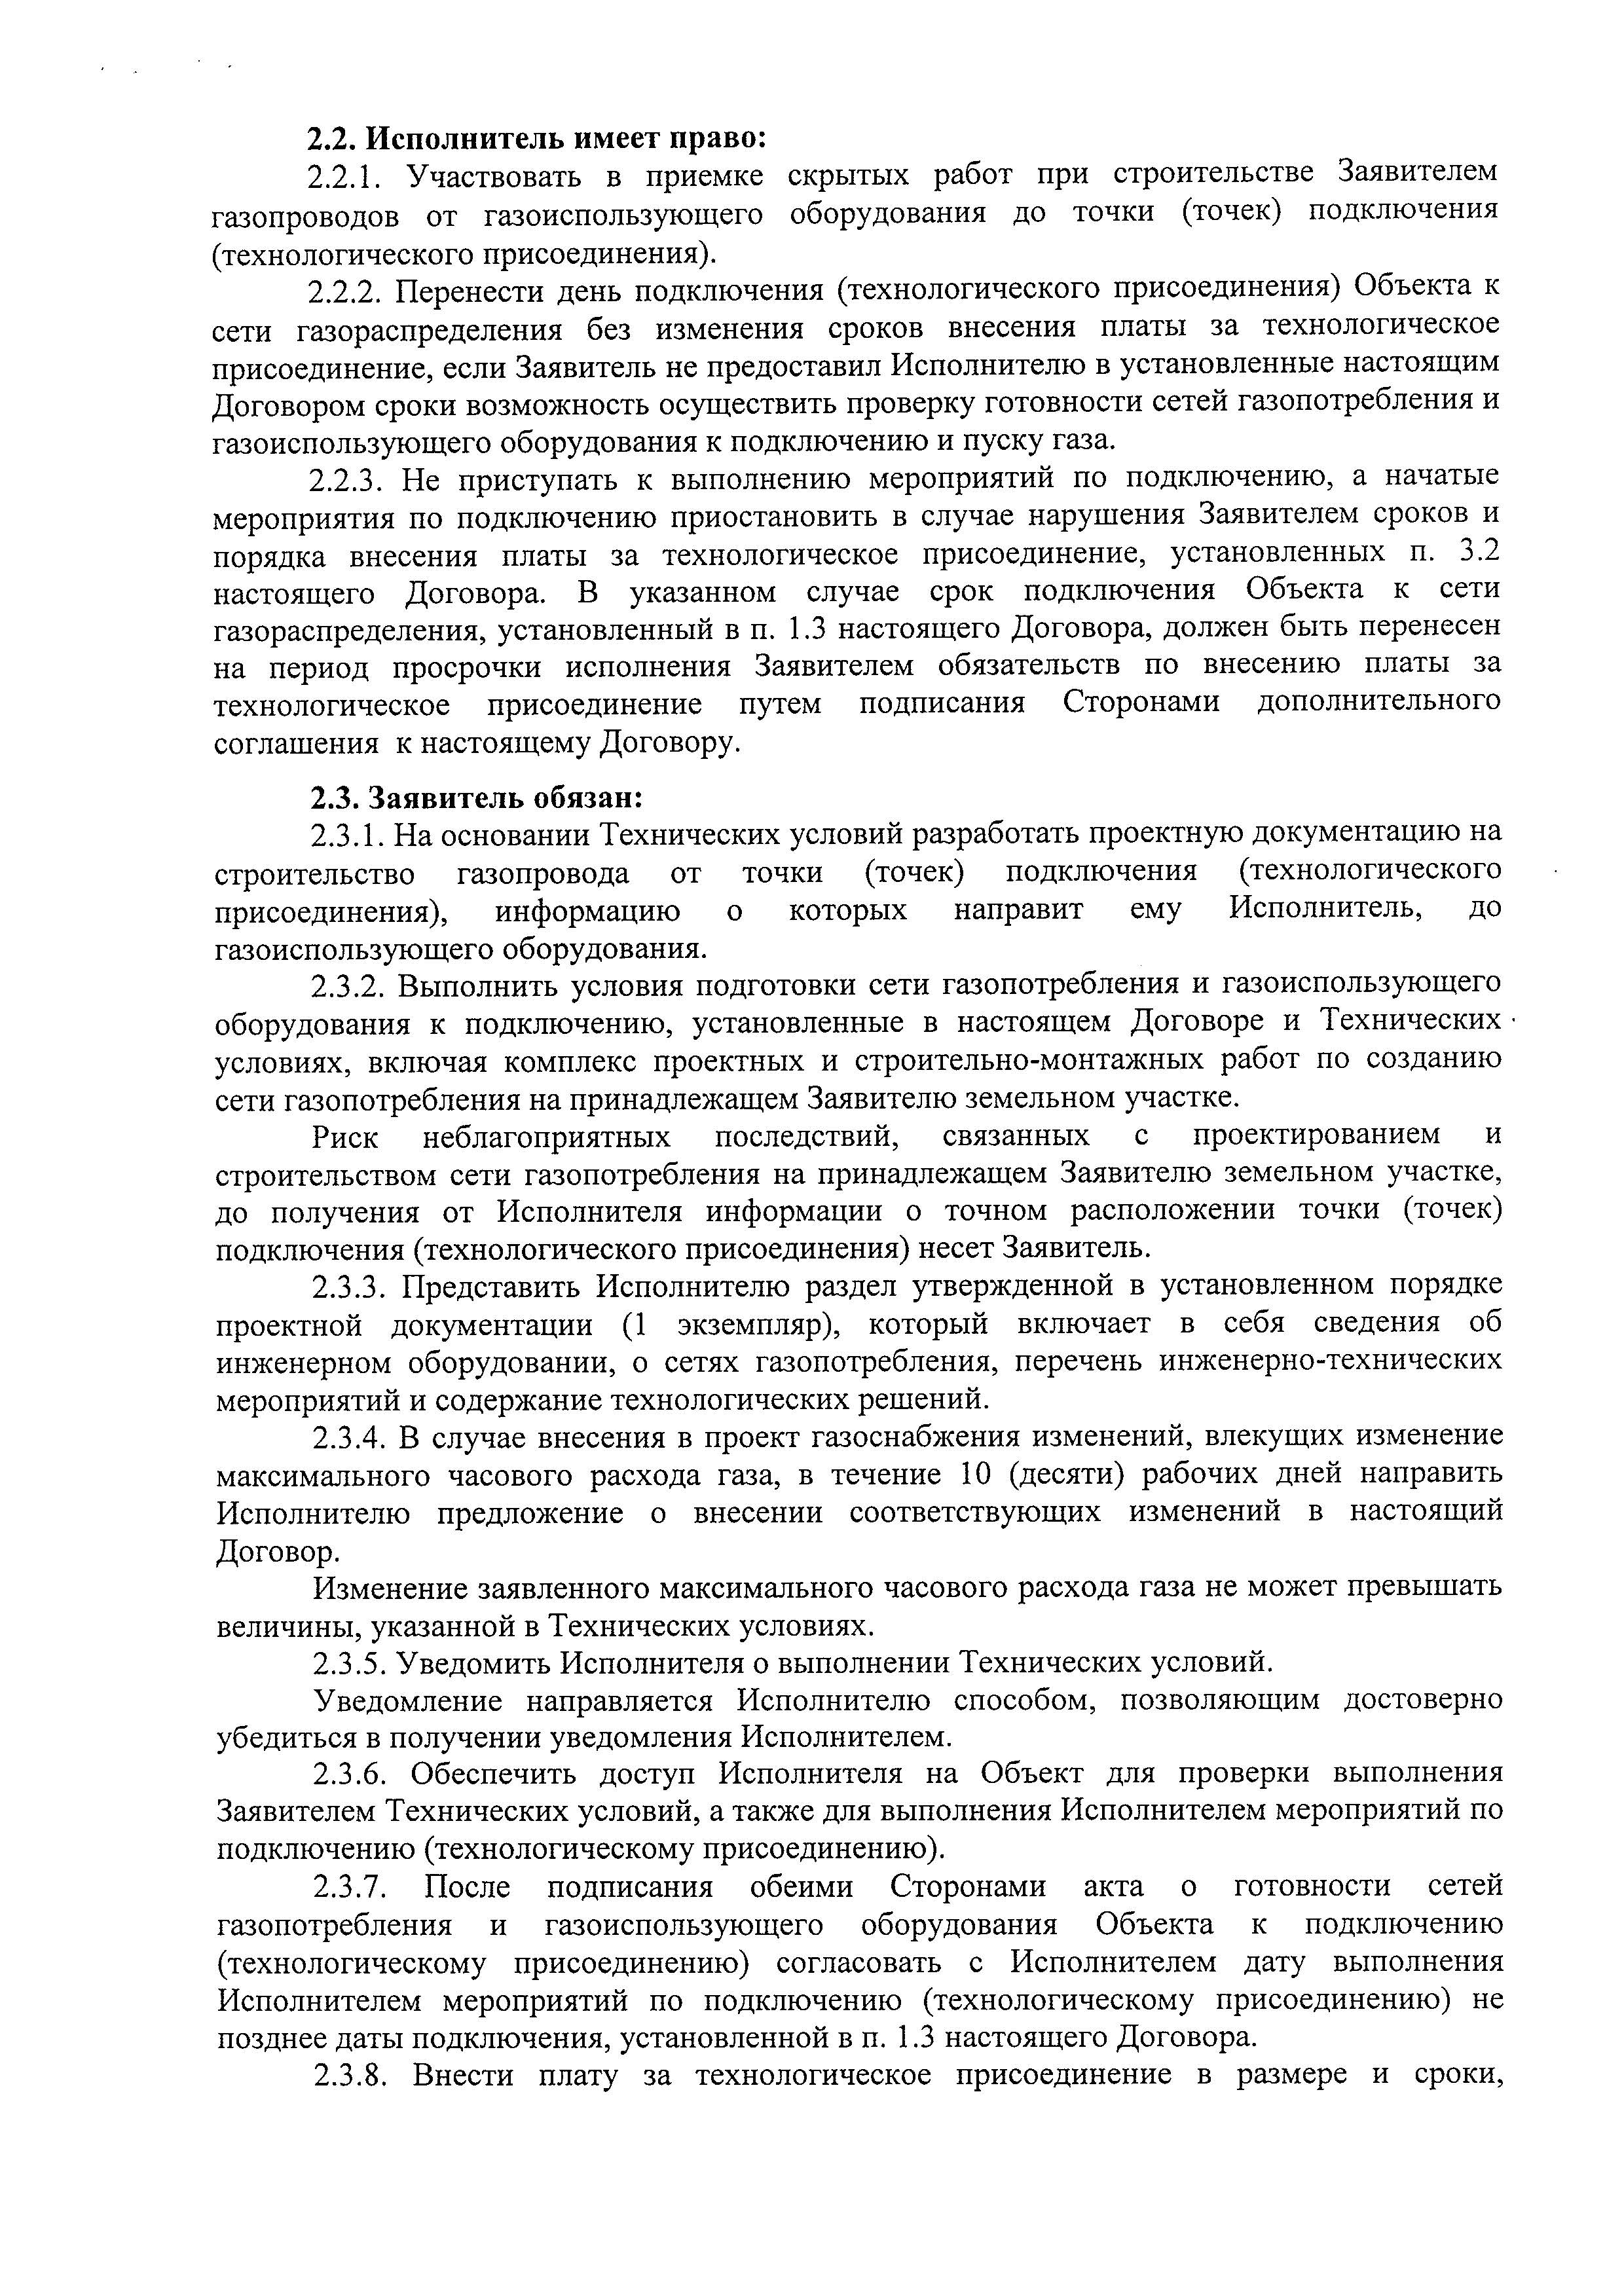 2.2. Исполнитель имеет право:
2.2.1. Участвовать в приемке скрытых работ при строительстве Заявителем
газопроводов от газоиспользующего оборудования до точки (точек) подключения
(технологического присоединения).
2.2.2. Перенести день подключения (технологического присоединения) Объекта к
сети газораспределения без изменения сроков внесения платы за технологическое
присоединение, если Заявитель не предоставил Исполнителю в установленные настоящим
Договором сроки возможность осуществить проверку готовности сетей газопотребления и
газоиспользующего оборудования к подключению и пуску газа.
2.2.3. Не приступать к выполнению мероприятий по подключению, а начатые
мероприятия по подключению приостановить в случае нарушения Заявителем сроков и
порядка внесения платы за технологическое присоединение, установленных п. 3.2
настоящего Договора. В указанном случае срок подключения Объекта к сети
газораспределения, установленный в п. 1.3 настоящего Договора, должен быть перенесен
на период просрочки исполнения Заявителем обязательств по внесению платы за
технологическое присоединение путем подписания Сторонами дополнительного
соглашения к настоящему Договору.
2.3. Заявитель обязан:
2.3.1. На основании Технических условий разработать проектную документацию на
строительство газопровода от точки (точек) подключения (технологического
присоединения), информацию о которых направит ему Исполнитель, до
газоиспользующего оборудования.
2.3.2. Выполнить условия подготовки сети газопотребления и газоиспользующего
оборудования к подключению, установленные в настоящем Договоре и Технических
условиях, включая комплекс проектных и строительно-монтажных работ по созданию
сети газопотребления на принадлежащем Заявителю земельном участке.
Риск неблагоприятных последствий, связанных с проектированием и
строительством сети газопотребления на принадлежащем Заявителю земельном участке,
до получения от Исполнителя информации о точном расположении точки (точек)
подключения (технологического присоединения) несет Заявитель.
2.3.3. Представить Исполнителю раздел утвержденной в установленном порядке
проектной документации (1 экземпляр), который включает в себя сведения об
инженерном оборудовании, о сетях газопотребления, перечень инженерно-технических
мероприятий и содержание технологических решений.
2.3.4. В случае внесения в проект газоснабжения изменений, влекущих изменение
максимального часового расхода газа, в течение 10 (десяти) рабочих дней направить
Исполнителю предложение о внесении соответствующих изменений в настоящий
Договор.
Изменение заявленного максимального часового расхода газа не может превышать
величины, указанной в Технических условиях.
2.3.5. Уведомить Исполнителя о выполнении Технических условий.
Уведомление направляется Исполнителю способом, позволяющим достоверно
убедиться в получении уведомления Исполнителем.
2.3.6. Обеспечить доступ Исполнителя на Объект для проверки выполнения
Заявителем Технических условий, а также для выполнения Исполнителем мероприятий по
подключению (технологическому присоединению).
2.3.7. После подписания обеими Сторонами акта о готовности сетей
газопотребления и газоиспользующего оборудования Объекта к подключению
(технологическому присоединению) согласовать с Исполнителем дату выполнения
Исполнителем мероприятий по подключению (технологическому присоединению) не
позднее даты подключения, установленной в п. 1.3 настоящего Договора.
2.3.8. Внести плату за технологическое присоединение в размере и сроки,